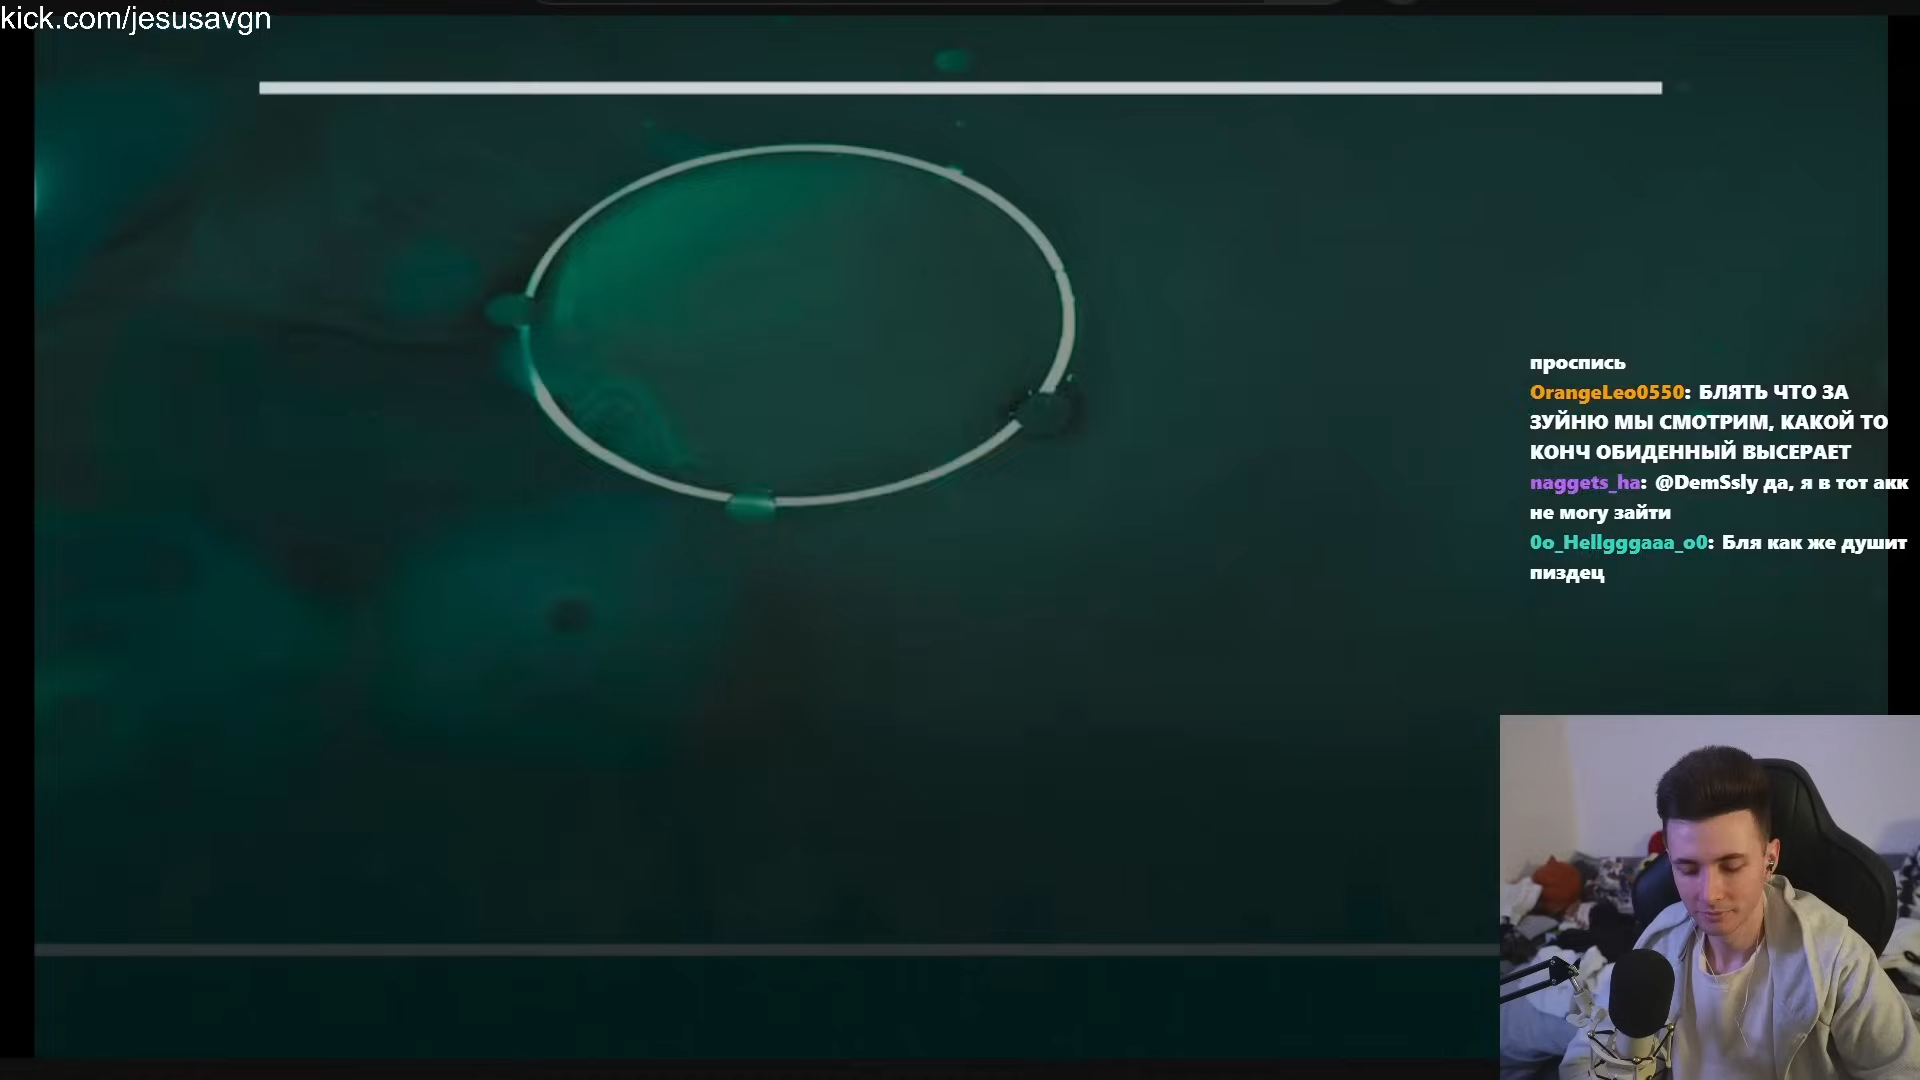 kick.com/jesusavgn
проспись
OrangeLeo0550: БЛЯТЬ ЧТО ЗА
ЗУЙНЮ МЫ СМОТРИМ, КАКОЙ ТО
КОНЧ ОБИДЕННЫЙ ВЫСЕРАЕТ
naggets_ha: @DemSsly да, я в тот акк
не могу зайти
0o_Hellgggaaa_o0: Бля как же душит
пиздец